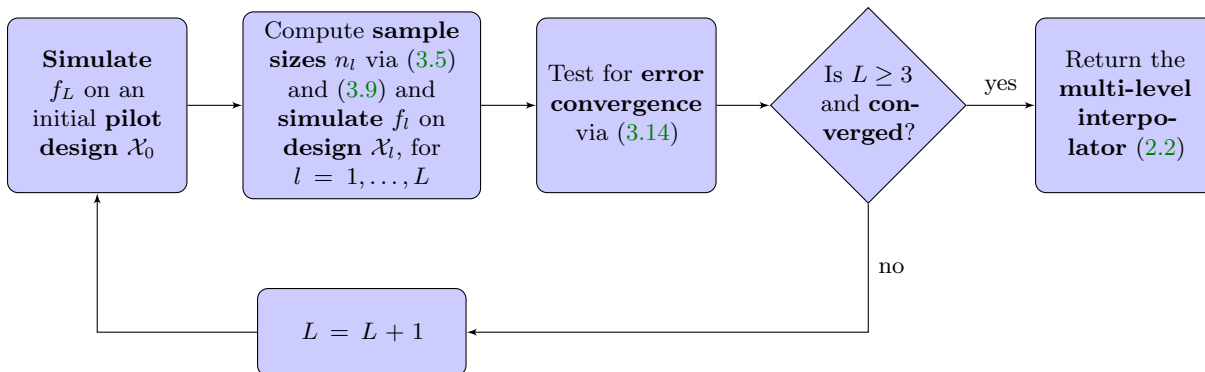 Simulate
f_L on an
initial pilot
design 𝒳_0
Compute sample
sizes n_l via (3.5)
and (3.9) and
simulate f_l on
design 𝒳_l, for
l = 1, . . . , L
Test for error
convergence
via (3.14)
Is L ≥ 3
and con-
verged?
yes
Return the
multi-level
interpo-
lator (2.2)
no
L = L + 1